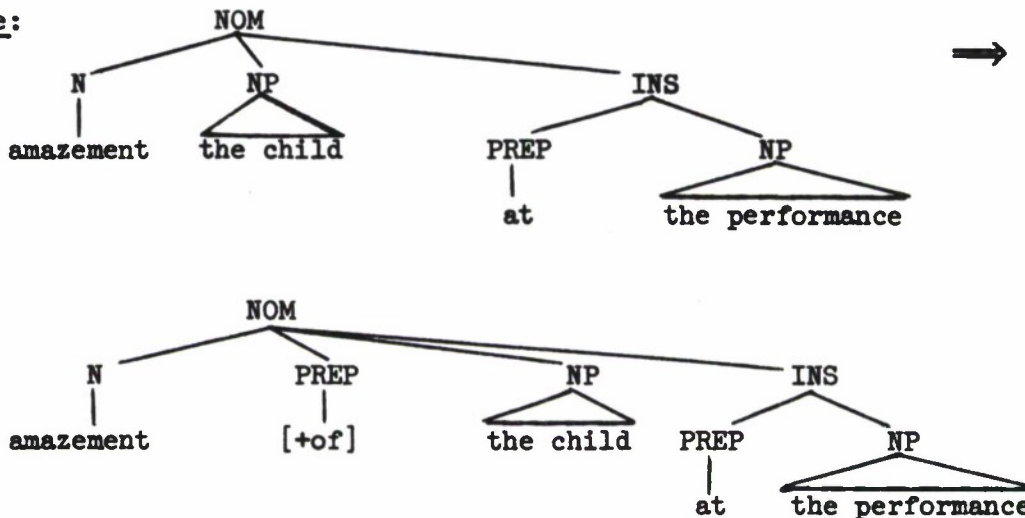 e:
NOM
⟹
N NP INS
amazement the child PREP NP
at the performance
NOM
N PREP NP INS
amazement [+of] the child PREP NP
at the performance